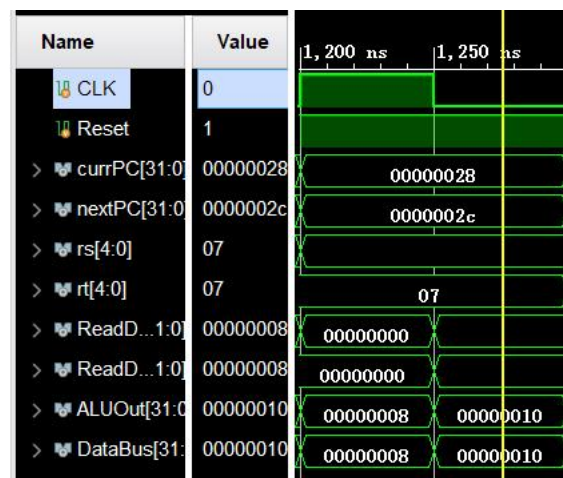 Name Value 1,200 ns 1,250 ns
CLK 0
Reset 1
currPC[31:0] 00000028 00000028
nextPC[31:0] 0000002c 0000002c
rs[4:0] 07
rt[4:0] 07 07
ReadD...1:0] 00000008 00000000
ReadD...1:0] 00000008 00000000
ALUOut[31:0 00000010 00000008 00000010
DataBus[31: 00000010 00000008 00000010